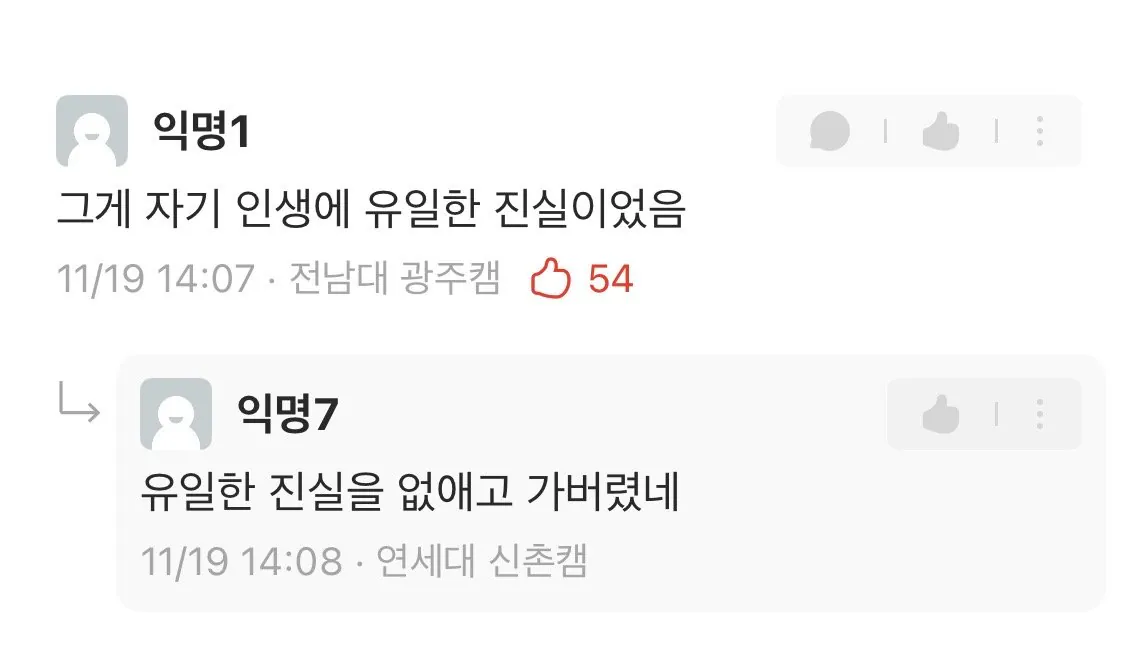 익명1
그게 자기 인생에 유일한 진실이었음
11/19 14:07 · 전남대 광주캠 54
익명7
유일한 진실을 없애고 가버렸네
11/19 14:08 · 연세대 신촌캠